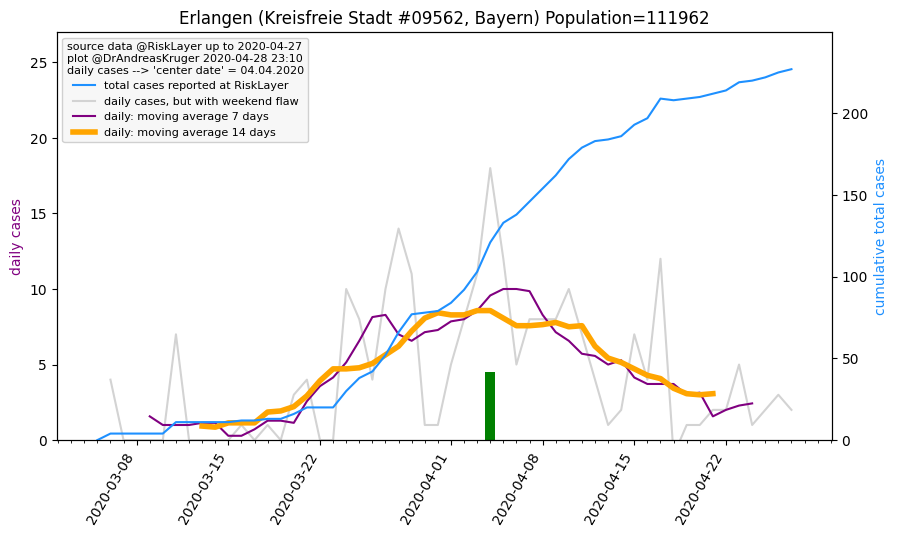 Erlangen (Kreisfreie Stadt #09562, Bayern) Population=111962
source data @RiskLayer up to 2020-04-27
plot @DrAndreasKruger 2020-04-28 23:10
daily cases --> 'center date' = 04.04.2020
total cases reported at RiskLayer
daily cases, but with weekend flaw
daily: moving average 7 days
daily: moving average 14 days
daily cases
25
20
15
10
5
0
cumulative total cases
200
150
100
50
0
2020-03-08
2020-03-15
2020-03-22
2020-04-01
2020-04-08
2020-04-15
2020-04-22